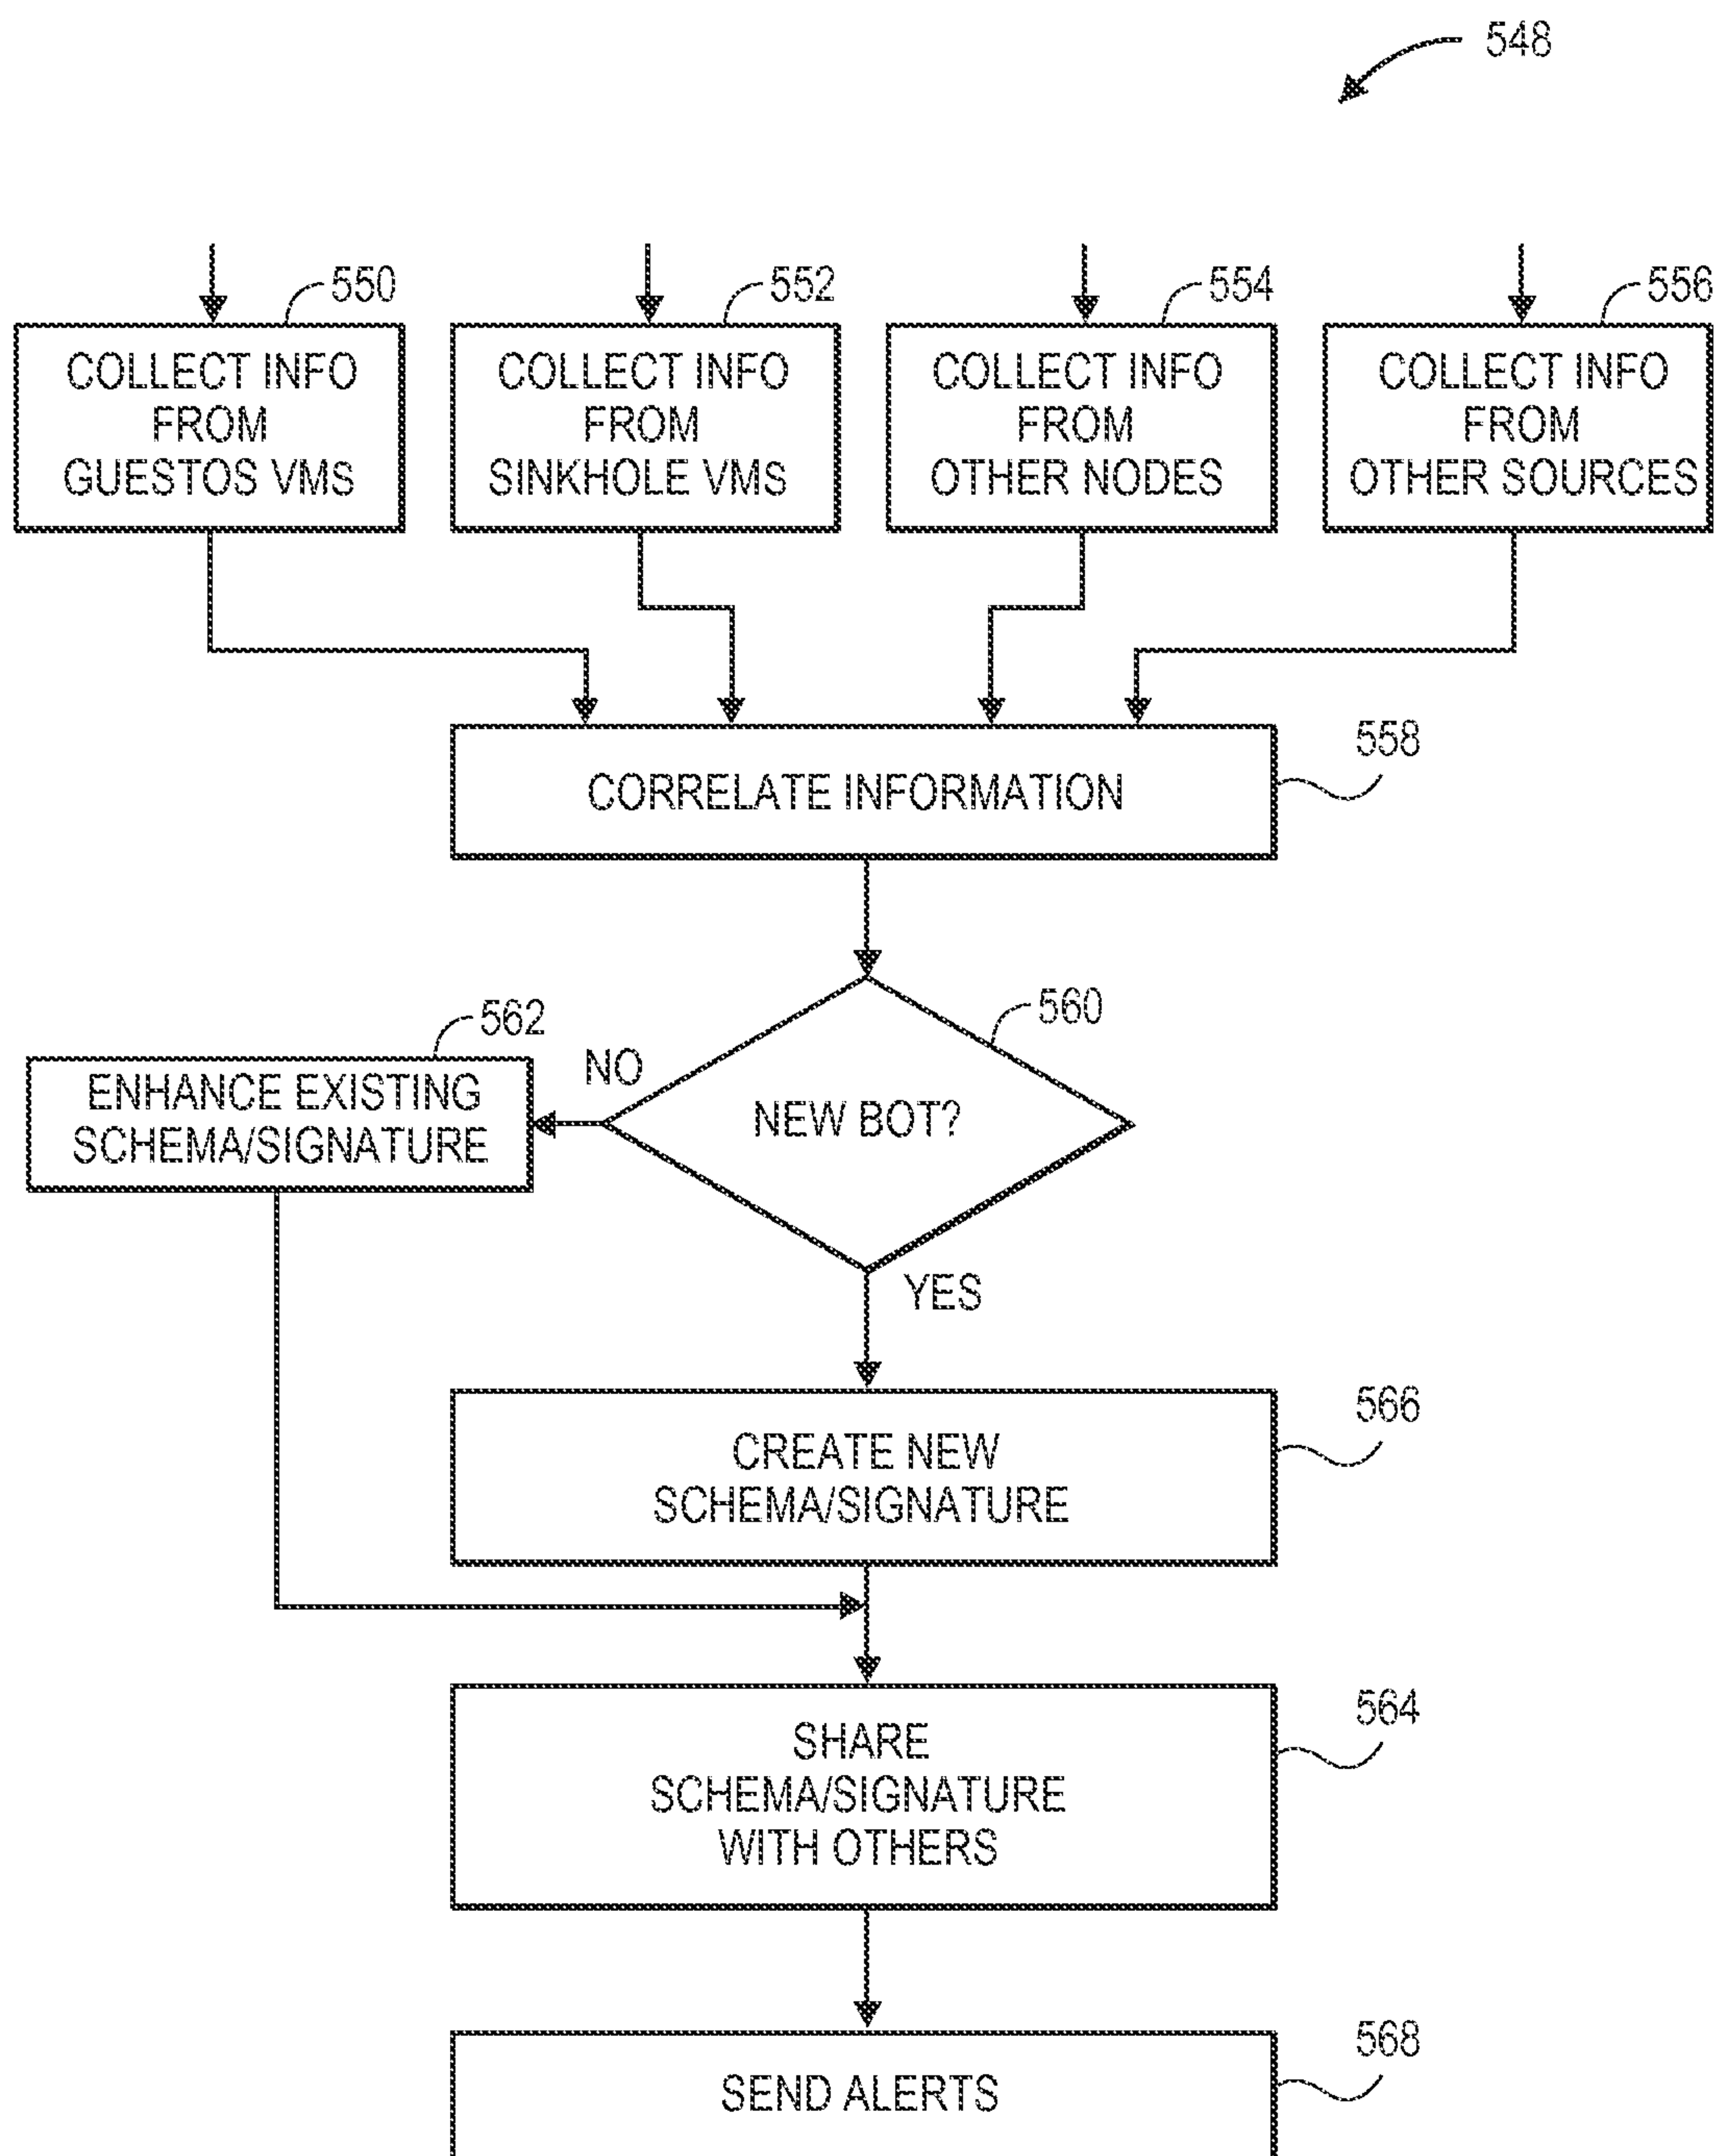 548
550
COLLECT INFO
FROM
GUESTOS VMS
552
COLLECT INFO
FROM
SINKHOLE VMS
554
COLLECT INFO
FROM
OTHER NODES
556
COLLECT INFO
FROM
OTHER SOURCES
558
CORRELATE INFORMATION
560
NEW BOT?
NO
562
ENHANCE EXISTING
SCHEMA/SIGNATURE
YES
566
CREATE NEW
SCHEMA/SIGNATURE
564
SHARE
SCHEMA/SIGNATURE
WITH OTHERS
568
SEND ALERTS